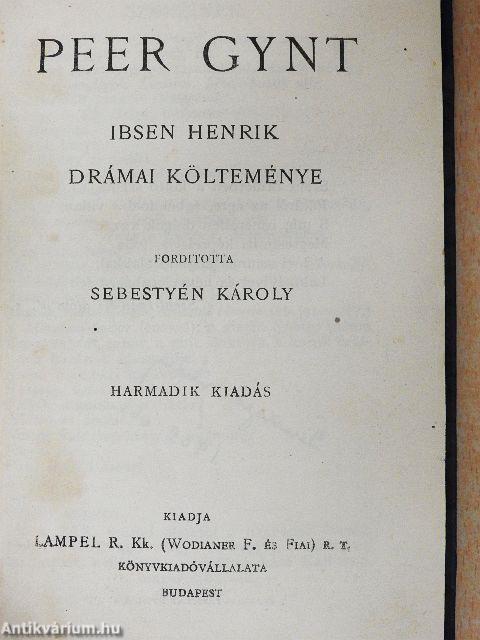 PEER GYNT
IBSEN HENRIK
DRÁMAI KÖLTEMÉNYE
FORDITOTTA
SEBESTYÉN KÁROLY
HARMADIK KIADÁS
KIADJA
LAMPEL R. Kk. (WODIANER F. ÉS FIAI) R. T.
KÖNYVKIADÓVÁLLALATA
BUDAPEST
Antikvárium.hu